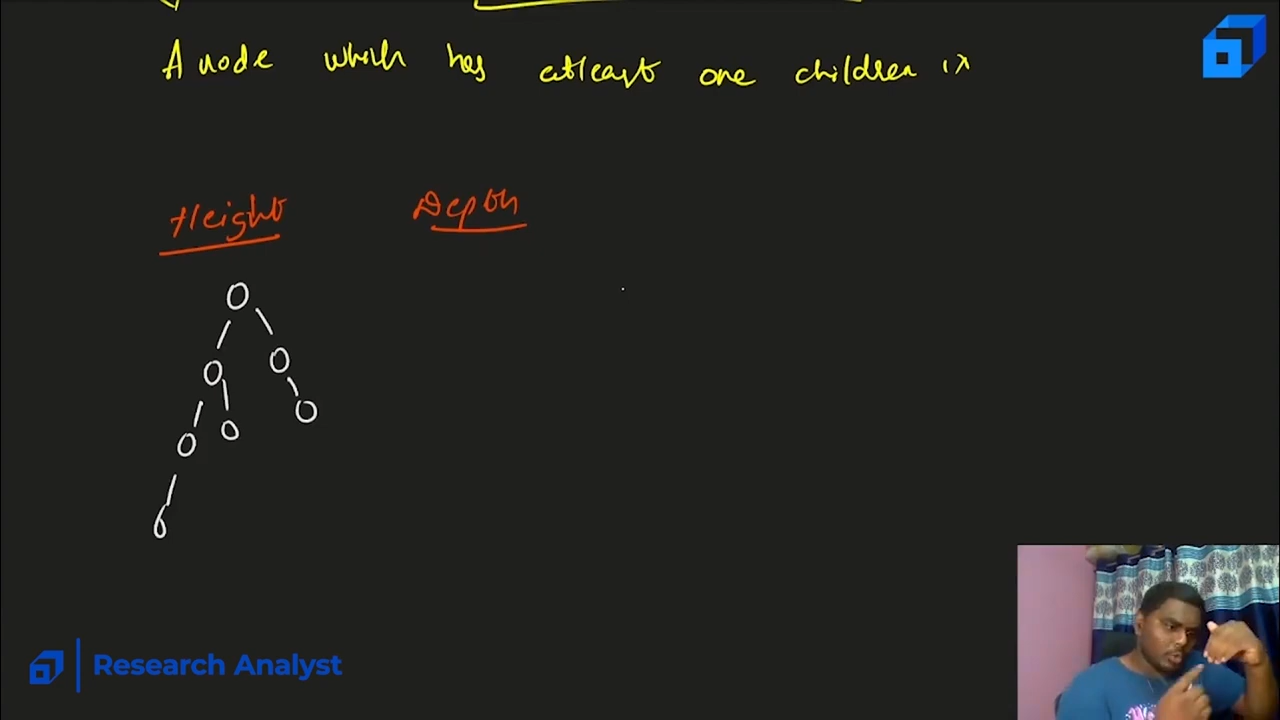 A node which has atleast one children is
Height Depth
Research Analyst